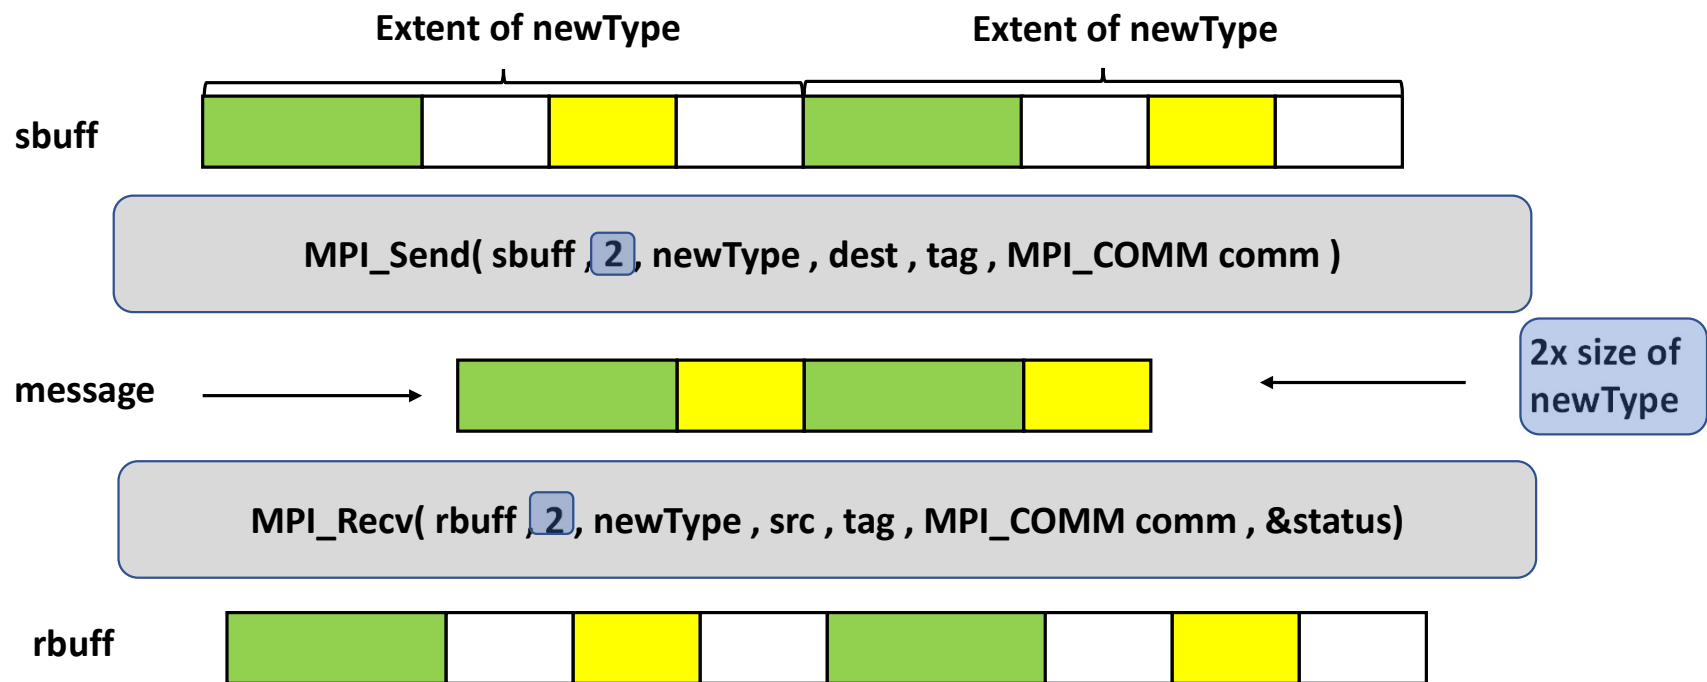 Extent of newType
Extent of newType
sbuff
MPI_Send( sbuff , 2 , newType , dest , tag , MPI_COMM comm )
2x size of
newType
message
MPI_Recv( rbuff , 2 , newType , src , tag , MPI_COMM comm , &status)
rbuff